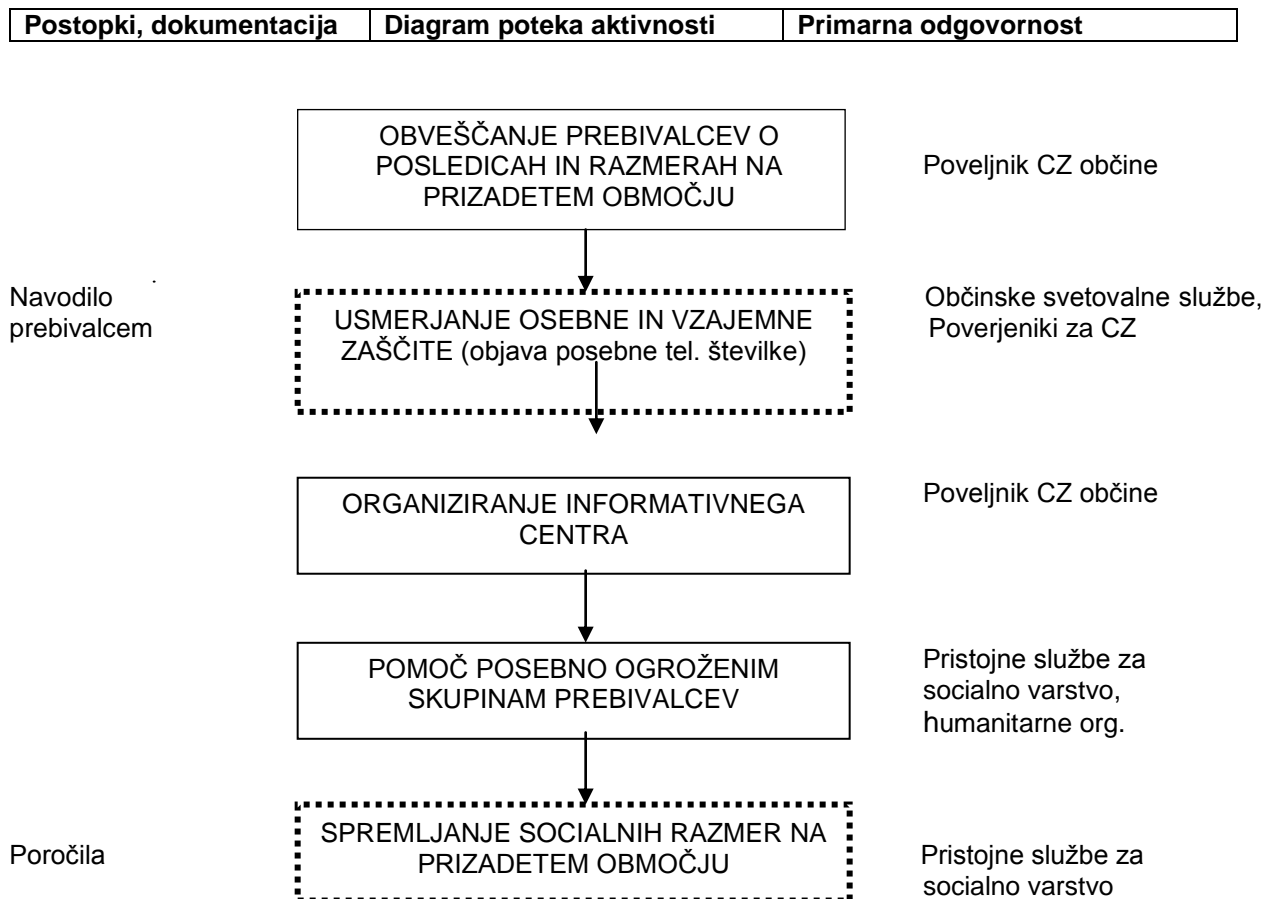 Postopki, dokumentacija Diagram poteka aktivnosti Primarna odgovornost
OBVEŠČANJE PREBIVALCEV O
POSLEDICAH IN RAZMERAH NA
PRIZADETEM OBMOČJU
Poveljnik CZ občine
Navodilo
prebivalcem
USMERJANJE OSEBNE IN VZAJEMNE
ZAŠČITE (objava posebne tel. številke)
Občinske svetovalne službe,
Poverjeniki za CZ
ORGANIZIRANJE INFORMATIVNEGA
CENTRA
Poveljnik CZ občine
POMOČ POSEBNO OGROŽENIM
SKUPINAM PREBIVALCEV
Pristojne službe za
socialno varstvo,
humanitarne org.
Poročila
SPREMLJANJE SOCIALNIH RAZMER NA
PRIZADETEM OBMOČJU
Pristojne službe za
socialno varstvo